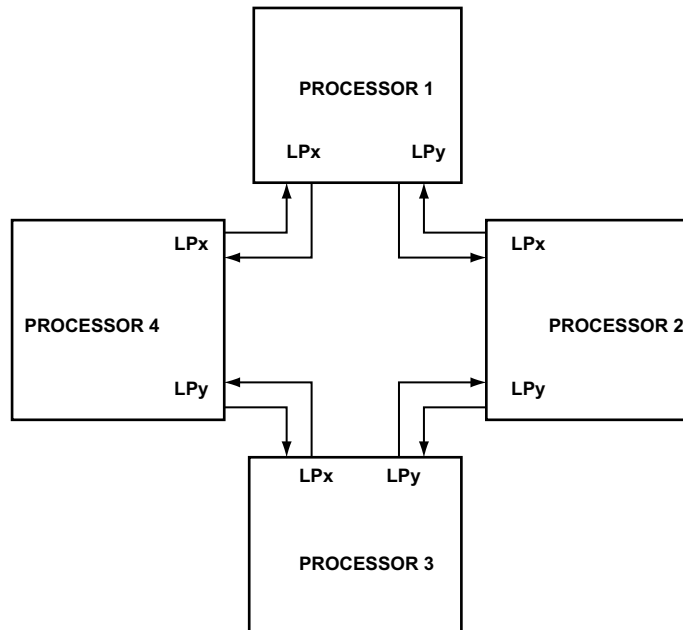 PROCESSOR 1
LPx
LPy
LPx
LPx
PROCESSOR 4
PROCESSOR 2
LPy
LPy
LPx
LPy
PROCESSOR 3